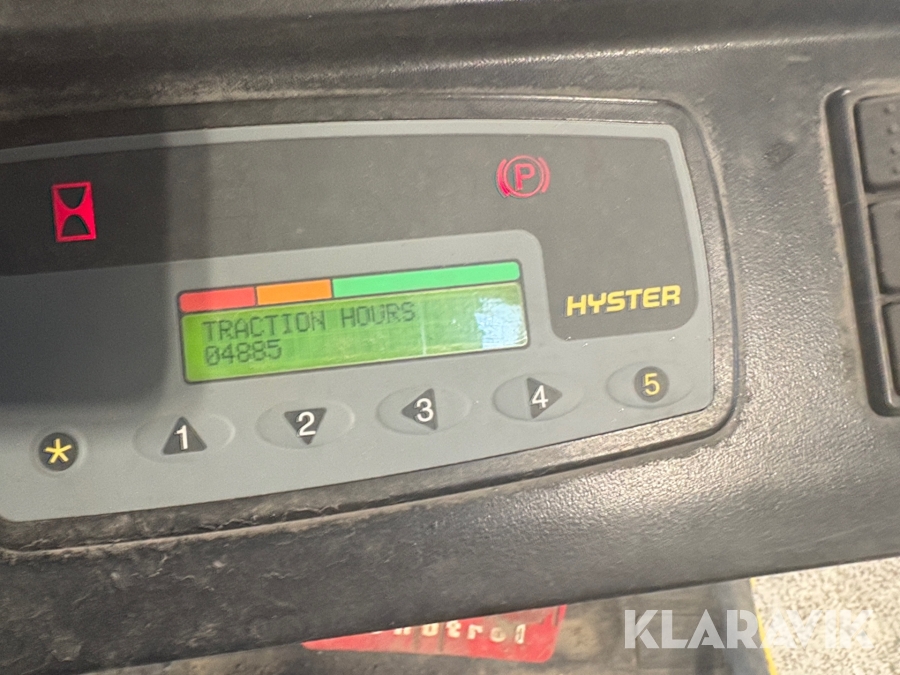 P
HYSTER
TRACTION HOURS
04885
* 1 2 3 4 5
KLARAVIK